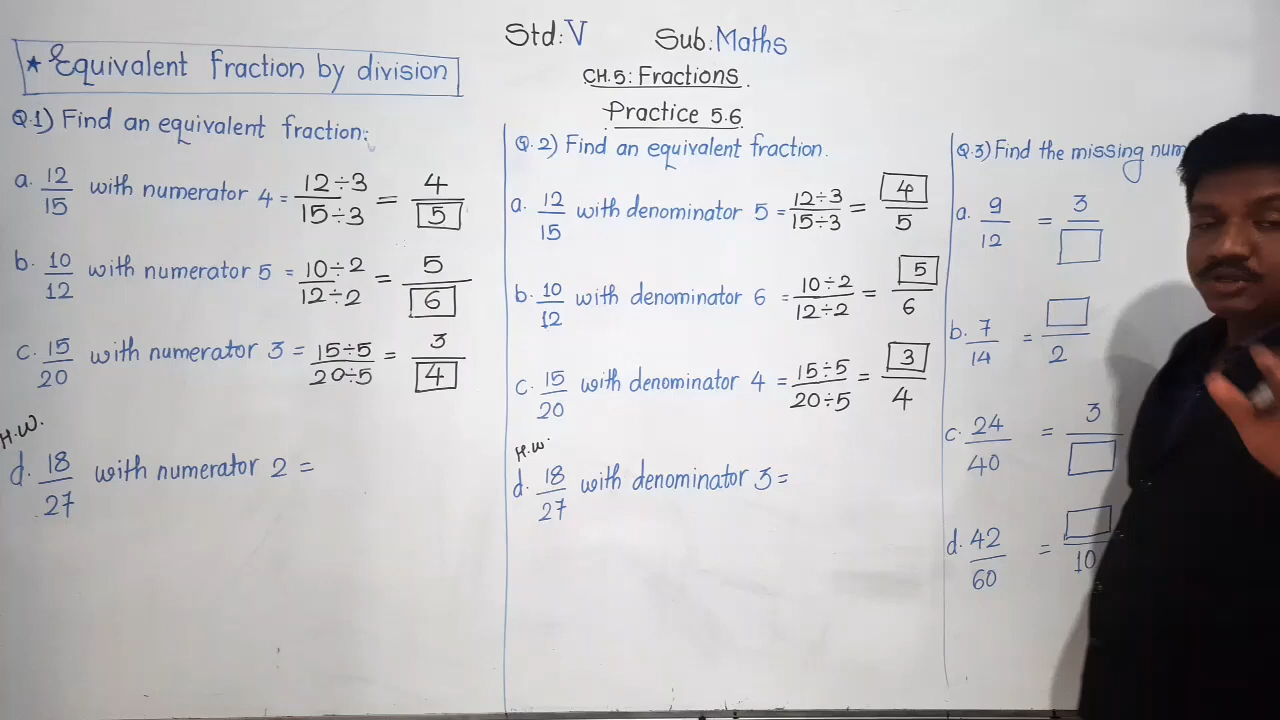 Std: V Sub: Maths
CH.5: Fractions.
Practice 5.6
★ Equivalent fraction by division
Q.1) Find an equivalent fraction:
a. 12/15 with numerator 4 = 12÷3/15÷3 = 4/5
b. 10/12 with numerator 5 = 10÷2/12÷2 = 5/6
c. 15/20 with numerator 3 = 15÷5/20÷5 = 3/4
H.W.
d. 18/27 with numerator 2 =
Q.2) Find an equivalent fraction.
a. 12/15 with denominator 5 = 12÷3/15÷3 = 4/5
b. 10/12 with denominator 6 = 10÷2/12÷2 = 5/6
c. 15/20 with denominator 4 = 15÷5/20÷5 = 3/4
H.W.
d. 18/27 with denominator 3 =
Q.3) Find the missing num
a. 9/12 = 3/□
b. 7/14 = □/2
c. 24/40 = 3/□
d. 42/60 = □/10